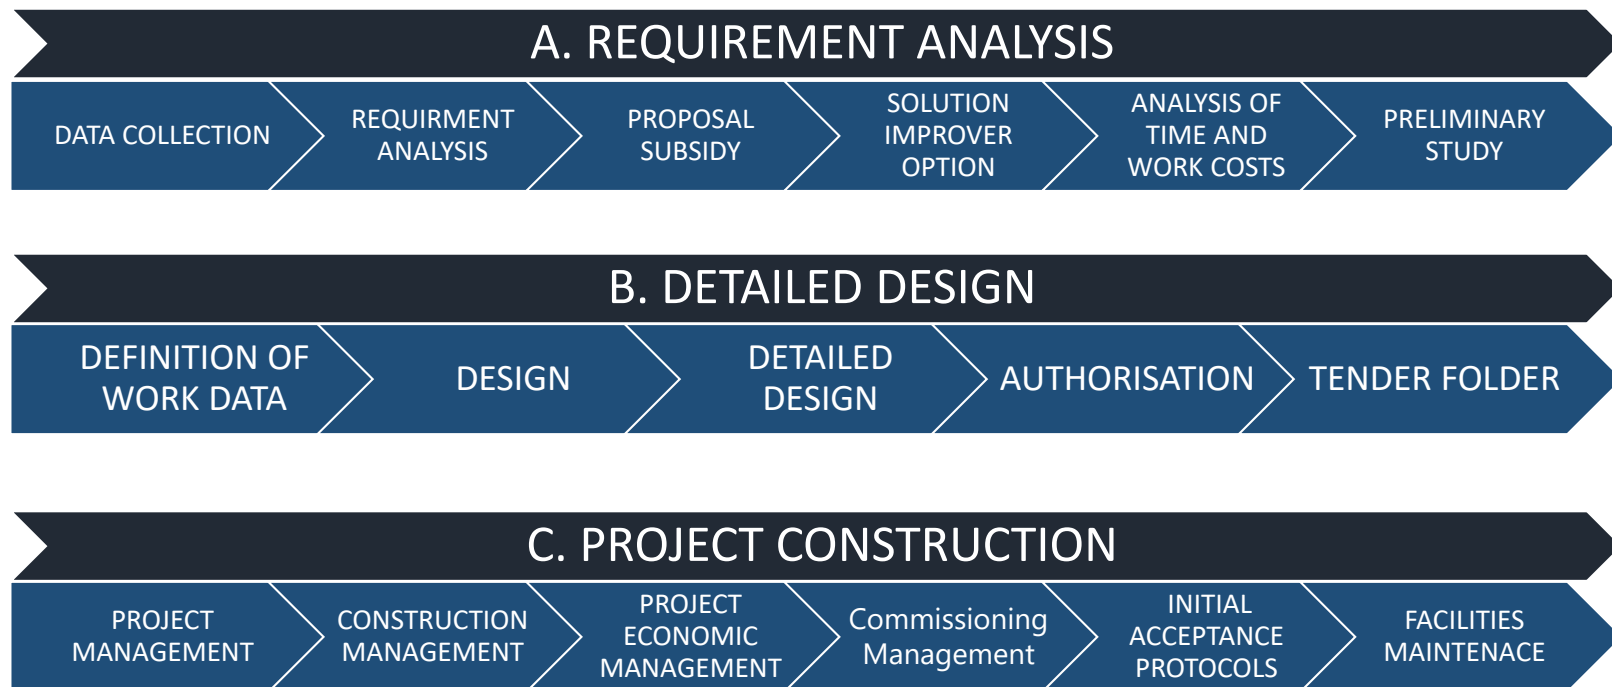 A. REQUIREMENT ANALYSIS
DATA COLLECTION
REQUIRMENT
ANALYSIS
PROPOSAL
SUBSIDY
SOLUTION
IMPROVER
OPTION
ANALYSIS OF
TIME AND
WORK COSTS
PRELIMINARY
STUDY
B. DETAILED DESIGN
DEFINITION OF
WORK DATA
DESIGN
DETAILED
DESIGN
AUTHORISATION
TENDER FOLDER
C. PROJECT CONSTRUCTION
PROJECT
MANAGEMENT
CONSTRUCTION
MANAGEMENT
PROJECT
ECONOMIC
MANAGEMENT
Commissioning
Management
INITIAL
ACCEPTANCE
PROTOCOLS
FACILITIES
MAINTENACE